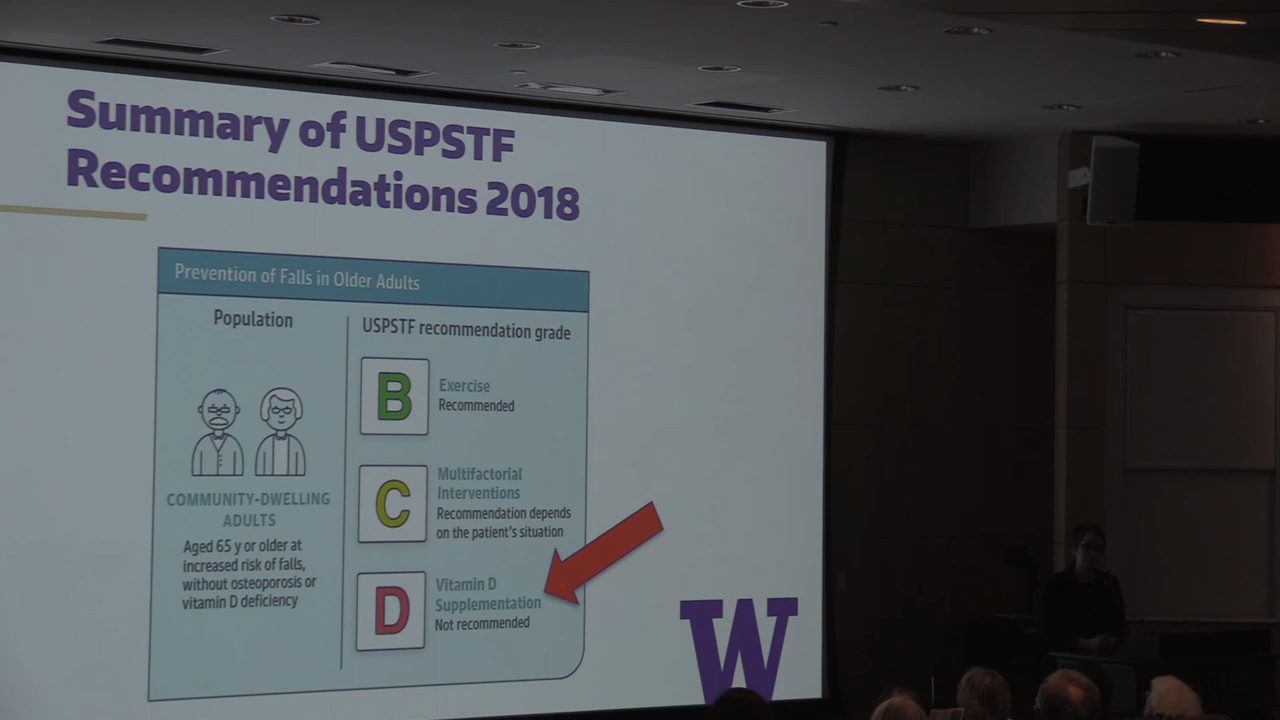 Summary of USPSTF
Recommendations 2018
Prevention of Falls in Older Adults
Population
COMMUNITY-DWELLING
ADULTS
Aged 65 y or older at
increased risk of falls,
without osteoporosis or
vitamin D deficiency
USPSTF recommendation grade
B
Exercise
Recommended
C
Multifactorial
Interventions
Recommendation depends
on the patient's situation
D
Vitamin D
Supplementation
Not recommended
W